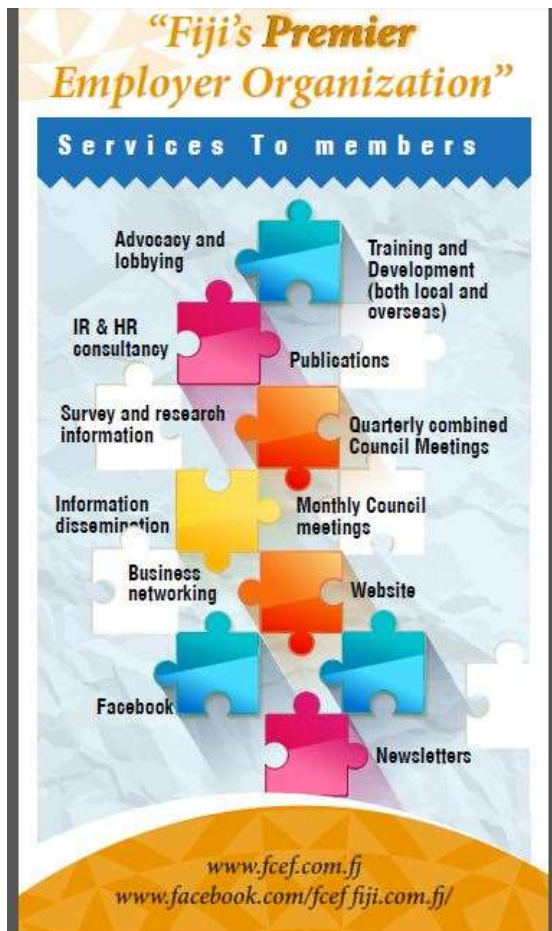 "Fiji's Premier
Employer Organization"
Services To members
Advocacy and
lobbying
Training and
Development
(both local and
overseas)
IR & HR
consultancy
Publications
Survey and research
information
Quarterly combined
Council Meetings
Information
dissemination
Monthly Council
meetings
Business
networking
Website
Facebook
Newsletters
www.fcef.com.fj
www.facebook.com/fcef fiji.com.fj/